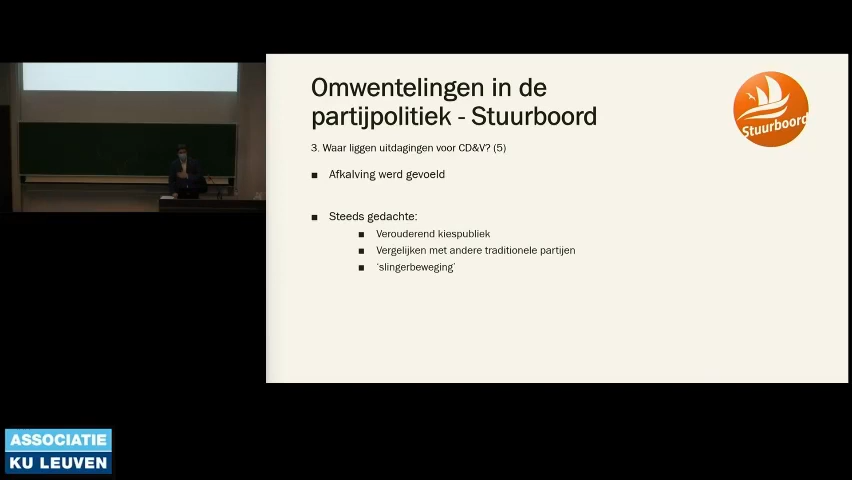 Omwentelingen in de
partijpolitiek - Stuurboord
Stuurboord
3. Waar liggen uitdagingen voor CD&V? (5)
■ Afkalving werd gevoeld
■ Steeds gedachte:
■ Verouderend kiespubliek
■ Vergelijken met andere traditionele partijen
■ ‘slingerbeweging’
ASSOCIATIE
KU LEUVEN